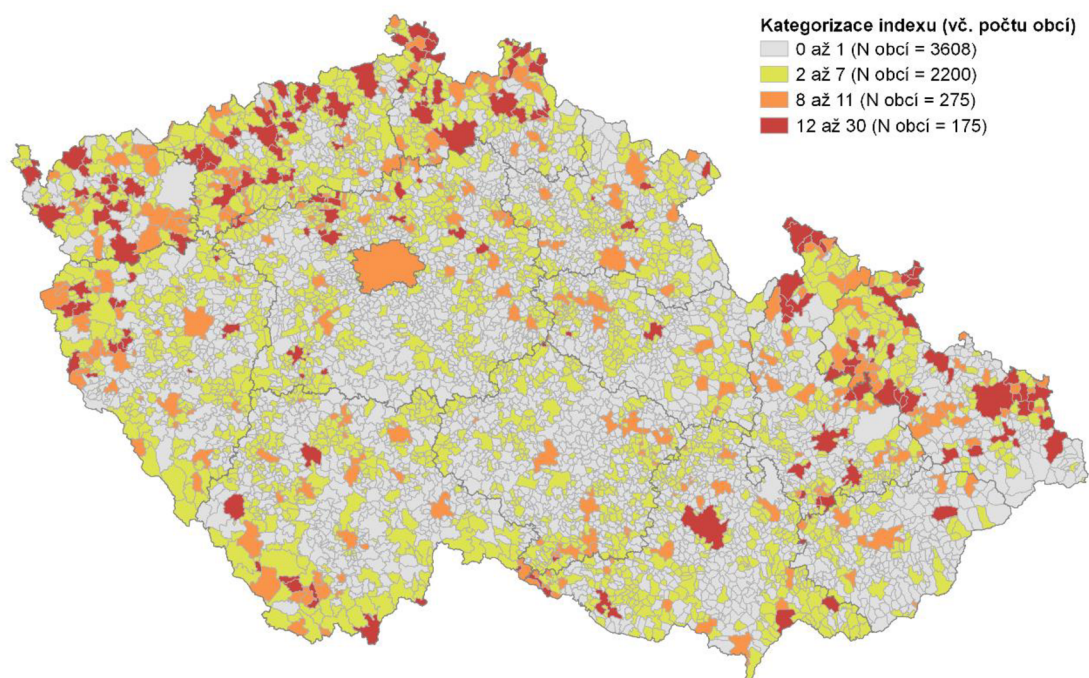 Kategorizace indexu (vč. počtu obcí)
0 až 1 (N obcí = 3608)
2 až 7 (N obcí = 2200)
8 až 11 (N obcí = 275)
12 až 30 (N obcí = 175)